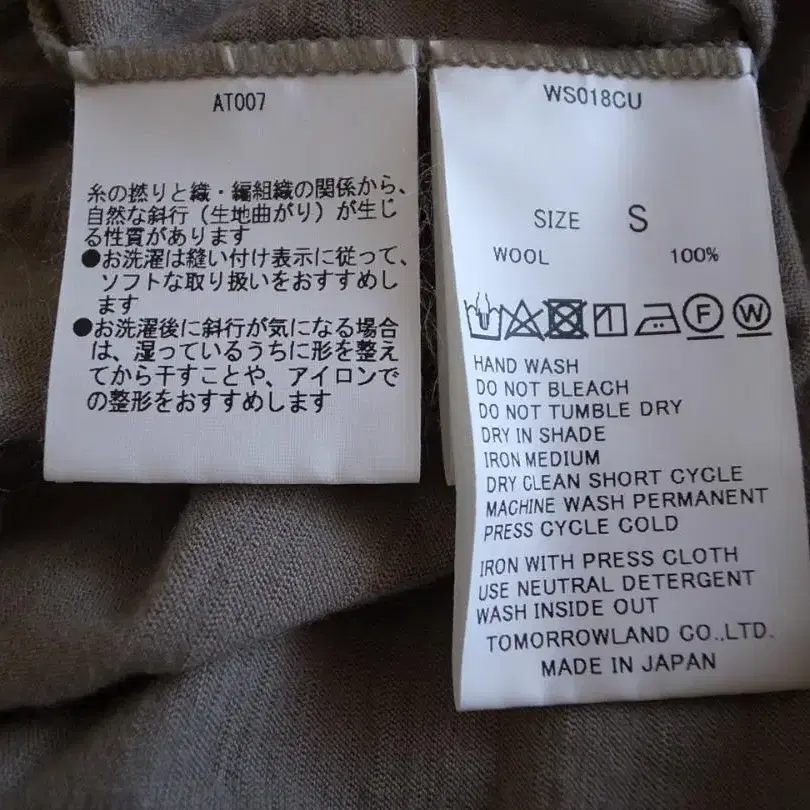 AT007
糸の撚りと織・編組織の関係から、
自然な斜行（生地曲がり）が生じ
る性質があります
●お洗濯は縫い付け表示に従って、
ソフトな取り扱いをおすすめし
ます
●お洗濯後に斜行が気になる場合
は、湿っているうちに形を整え
てから干すことや、アイロンで
の整形をおすすめします
WS018CU
SIZE S
WOOL 100%
F W
HAND WASH
DO NOT BLEACH
DO NOT TUMBLE DRY
DRY IN SHADE
IRON MEDIUM
DRY CLEAN SHORT CYCLE
MACHINE WASH PERMANENT
PRESS CYCLE COLD
IRON WITH PRESS CLOTH
USE NEUTRAL DETERGENT
WASH INSIDE OUT
TOMORROWLAND CO.,LTD.
MADE IN JAPAN